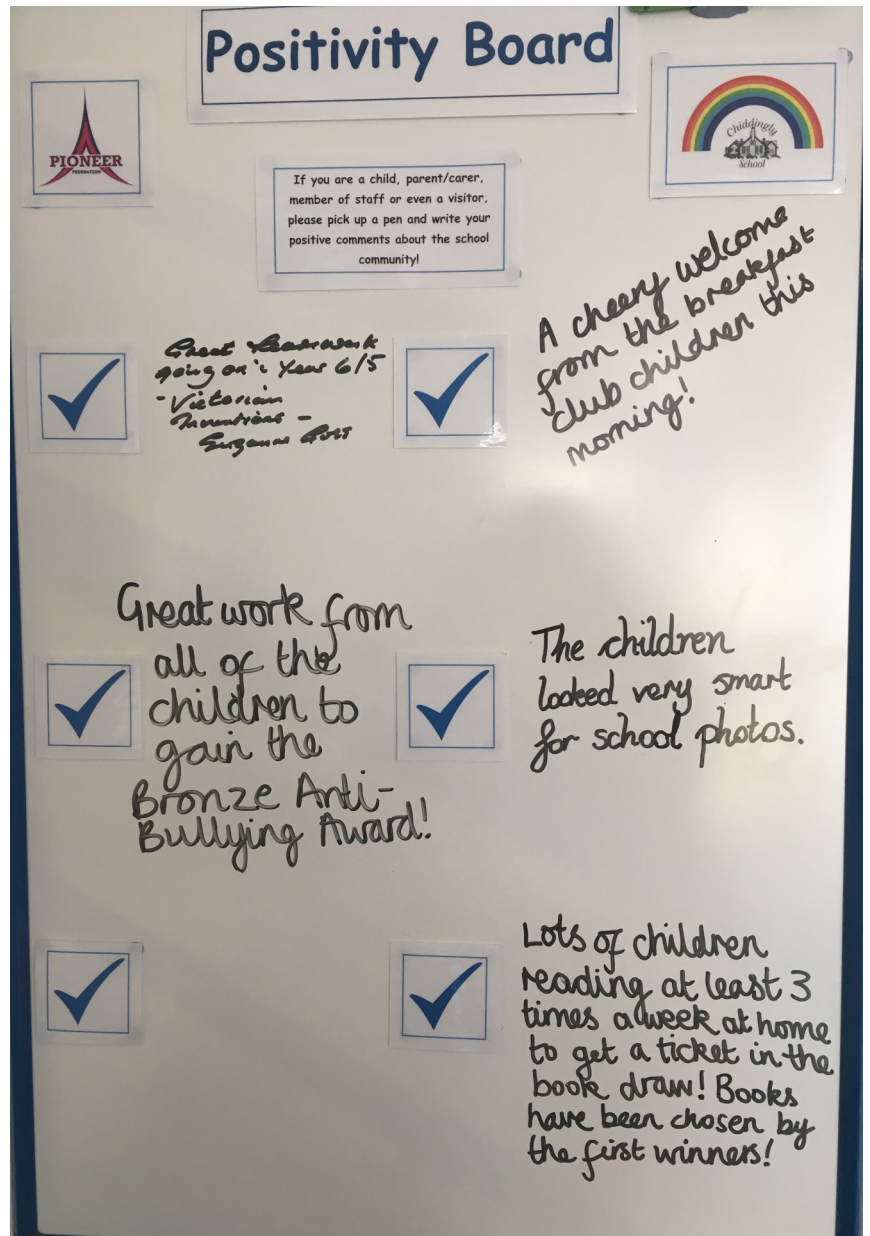 Positivity Board
PIONEER
FEDERATION
Chiddingly
School
If you are a child, parent/carer,
member of staff or even a visitor,
please pick up a pen and write your
positive comments about the school
community!
Great teamwork
going on in Year 6/5
- Victorian
Inventions -
Suzanne
A cheery welcome
from the breakfast
club children this
morning!
Great work from
all of the
children to
gain the
Bronze Anti-
Bullying Award!
The children
looked very smart
for school photos.
Lots of children
reading at least 3
times a week at home
to get a ticket in the
book draw! Books
have been chosen by
the first winners!